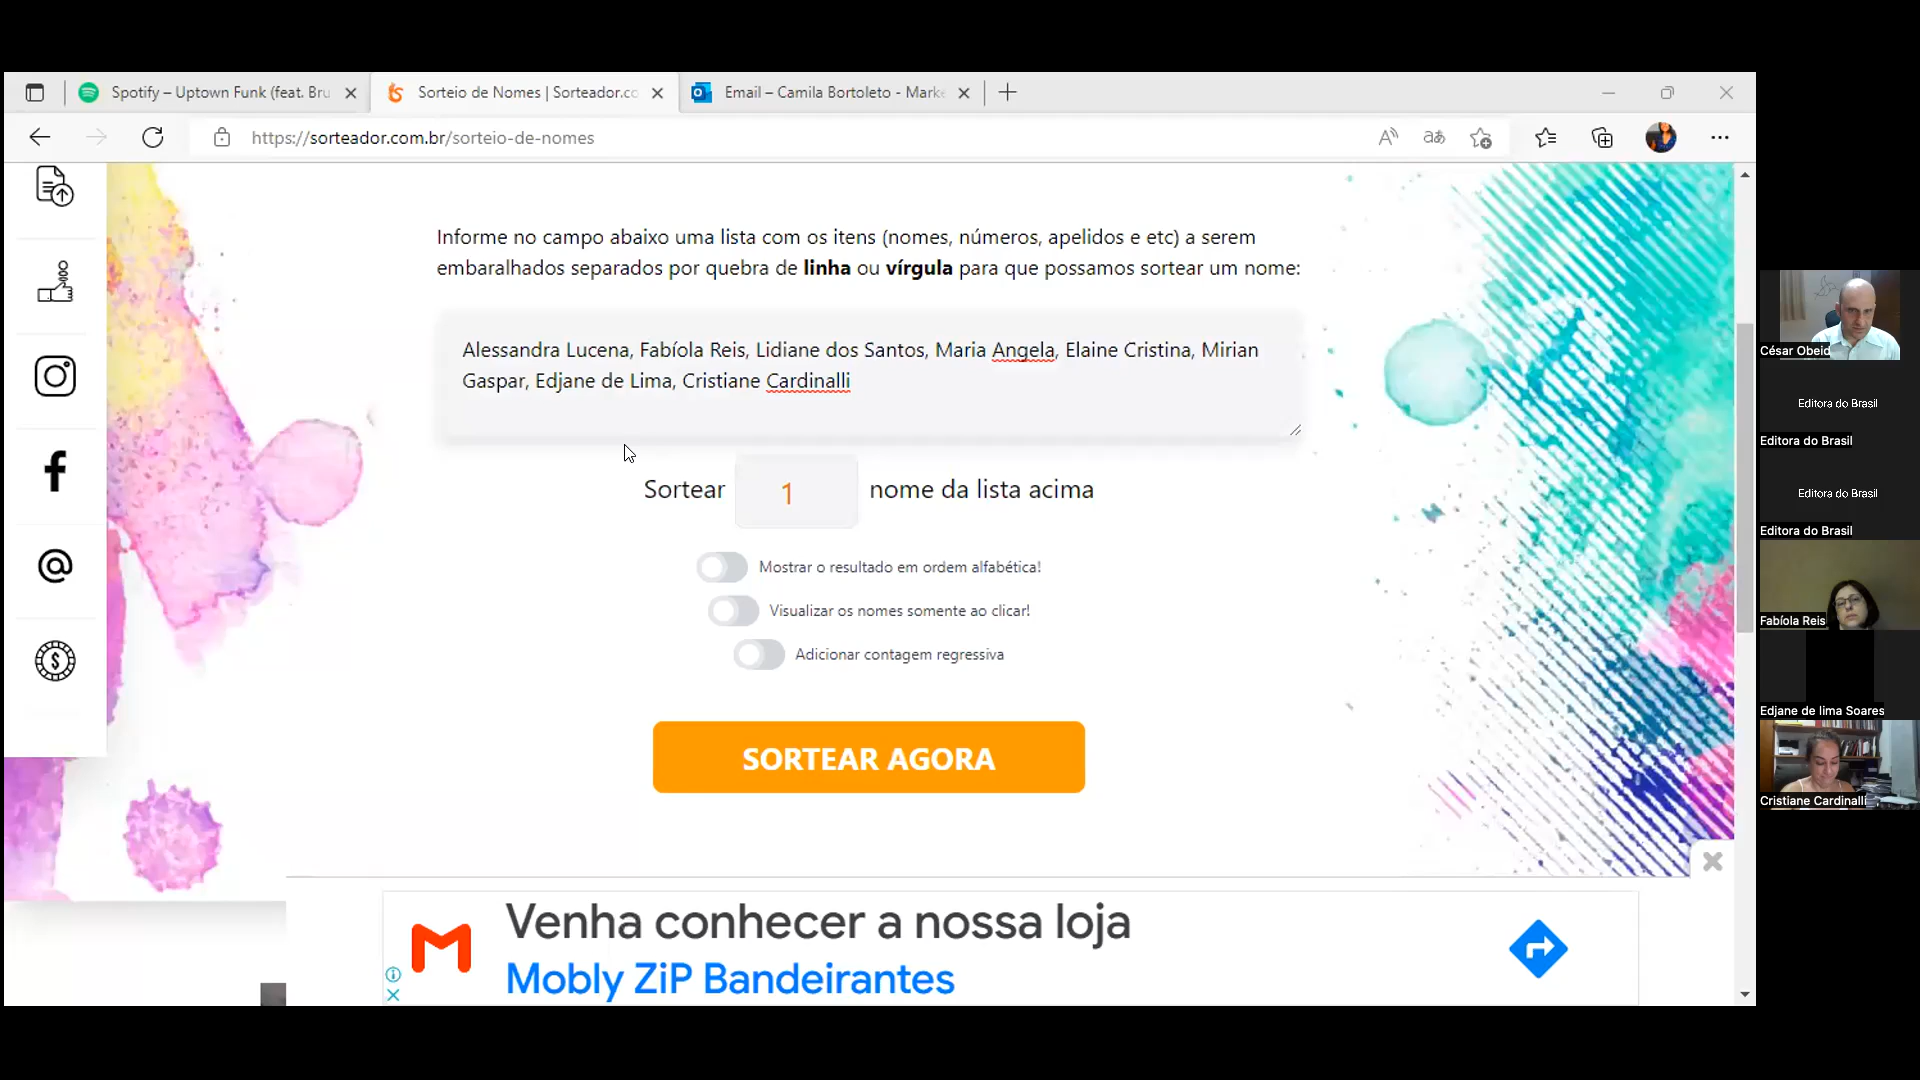 Spotify – Uptown Funk (feat. Bru
Sorteio de Nomes | Sorteador.co
Email – Camila Bortoleto - Mark
https://sorteador.com.br/sorteio-de-nomes
Informe no campo abaixo uma lista com os itens (nomes, números, apelidos e etc) a serem
embaralhados separados por quebra de linha ou vírgula para que possamos sortear um nome:
Alessandra Lucena, Fabíola Reis, Lidiane dos Santos, Maria Angela, Elaine Cristina, Mirian
Gaspar, Edjane de Lima, Cristiane Cardinalli
Sortear 1 nome da lista acima
Mostrar o resultado em ordem alfabética!
Visualizar os nomes somente ao clicar!
Adicionar contagem regressiva
SORTEAR AGORA
Venha conhecer a nossa loja
Mobly ZiP Bandeirantes
César Obeid
Editora do Brasil
Editora do Brasil
Editora do Brasil
Editora do Brasil
Fabíola Reis
Edjane de lima Soares
Cristiane Cardinalli